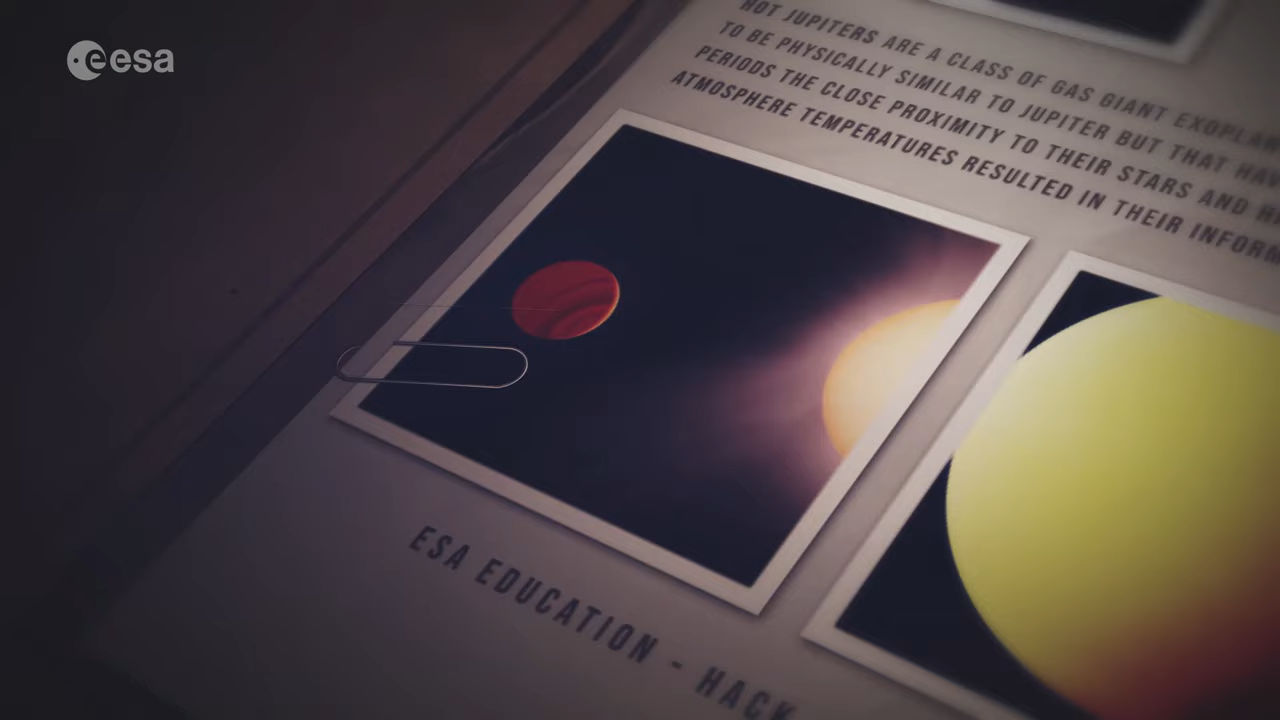 esa
HOT JUPITERS ARE A CLASS OF GAS GIANT
TO BE PHYSICALLY SIMILAR TO JUPITER BUT THAT
PERIODS THE CLOSE PROXIMITY TO THEIR STARS AND
ATMOSPHERE TEMPERATURES RESULTED IN THEIR
ESA EDUCATION - HACK